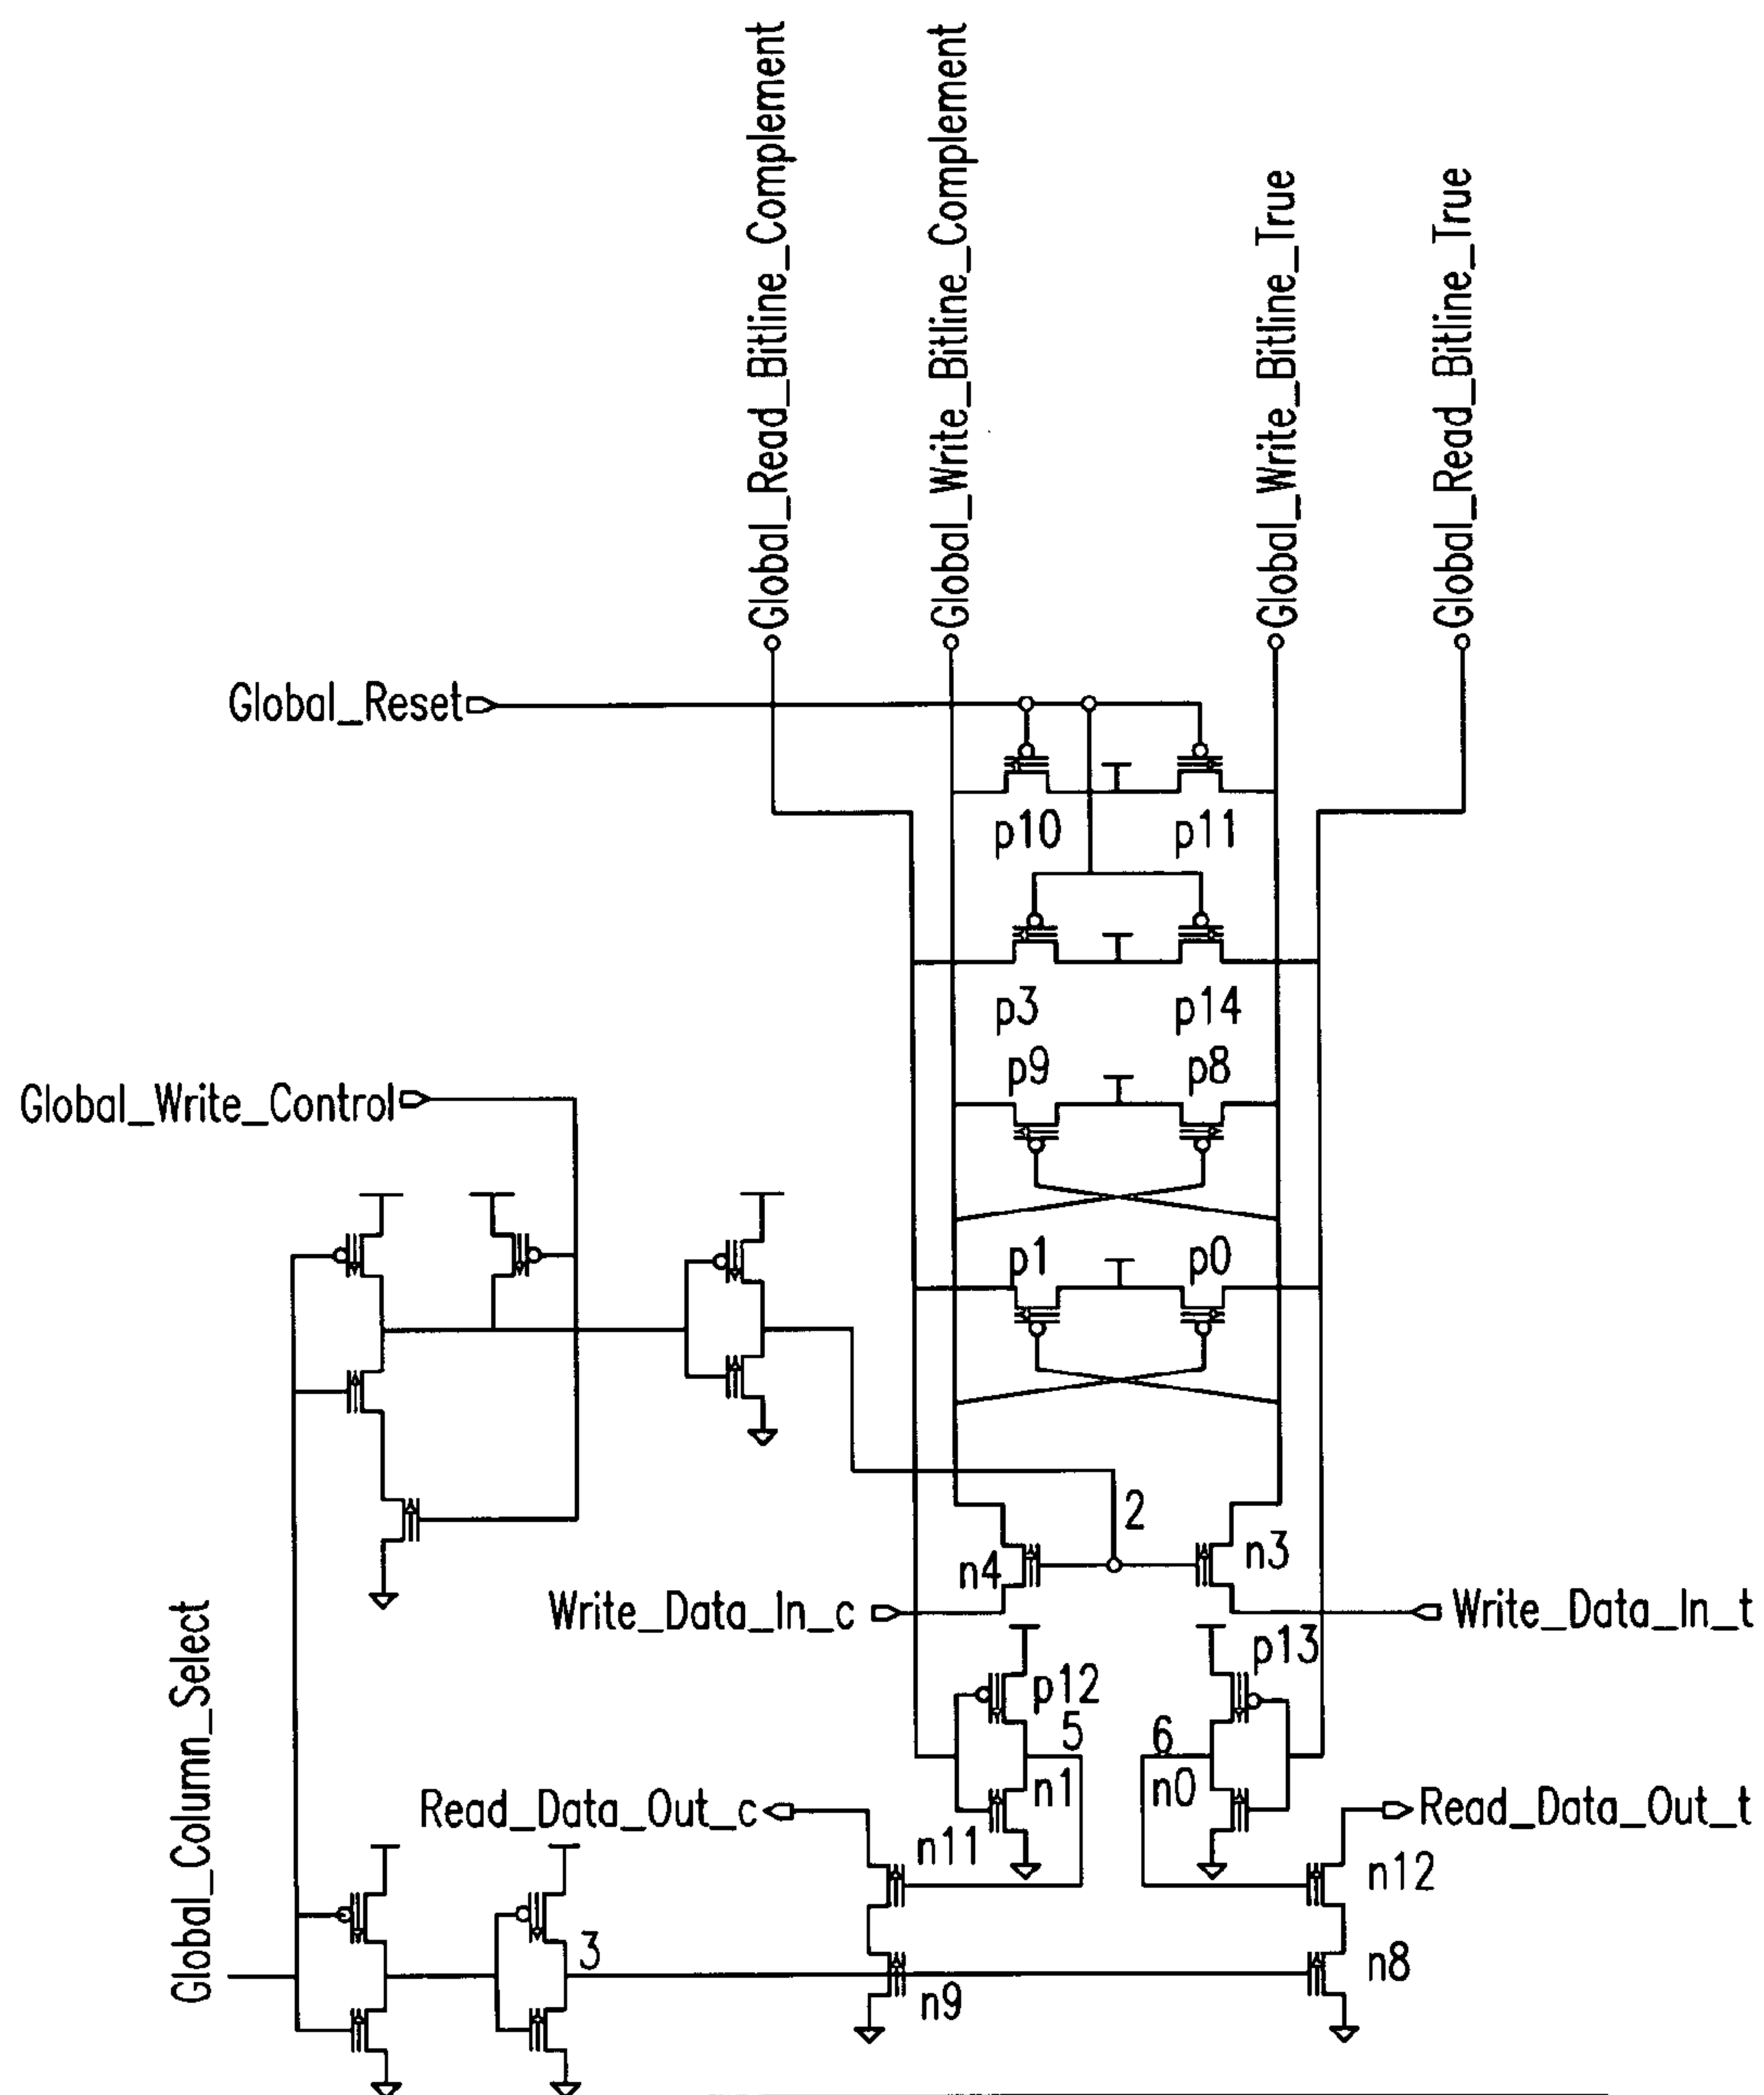 Global_Read_Bitline_Complement
Global_Write_Bitline_Complement
Global_Write_Bitline_True
Global_Read_Bitline_True
Global_Reset
p10
p11
p3
p14
p9
p8
Global_Write_Control
p1
p0
2
n4
n3
Write_Data_In_c
Write_Data_In_t
p13
p12
5
6
n1
n0
Global_Column_Select
Read_Data_Out_c
Read_Data_Out_t
n11
n12
3
n8
n9